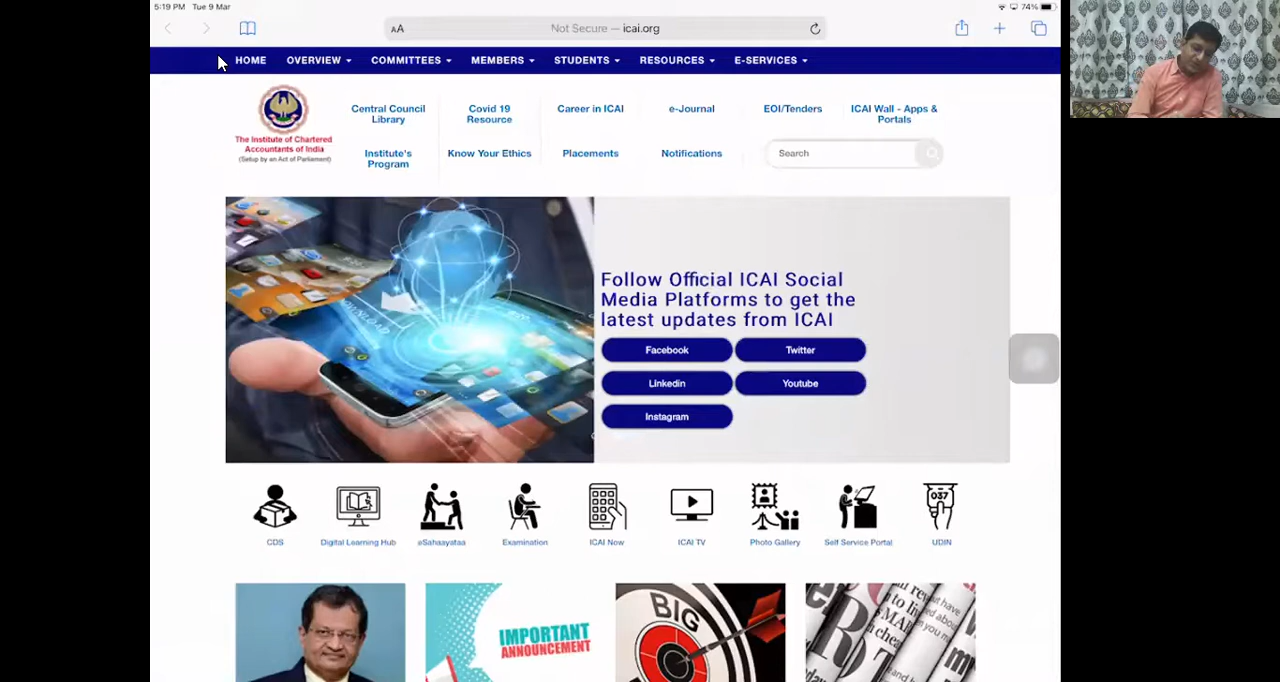 5:19 PM Tue 9 Mar
74%
AA
Not Secure — icai.org
HOME OVERVIEW COMMITTEES MEMBERS STUDENTS RESOURCES E-SERVICES
The Institute of Chartered
Accountants of India
(Setup by an Act of Parliament)
Central Council
Library
Covid 19
Resource
Career in ICAI
e-Journal
EOI/Tenders
ICAI Wall - Apps &
Portals
Institute's
Program
Know Your Ethics
Placements
Notifications
Search
Follow Official ICAI Social
Media Platforms to get the
latest updates from ICAI
Facebook
Twitter
Linkedin
Youtube
Instagram
DOWNLOAD
037
CDS
Digital Learning Hub
eSahaayataa
Examination
ICAI Now
ICAI TV
Photo Gallery
Self Service Portal
UDIN
IMPORTANT
ANNOUNCEMENT
BIG